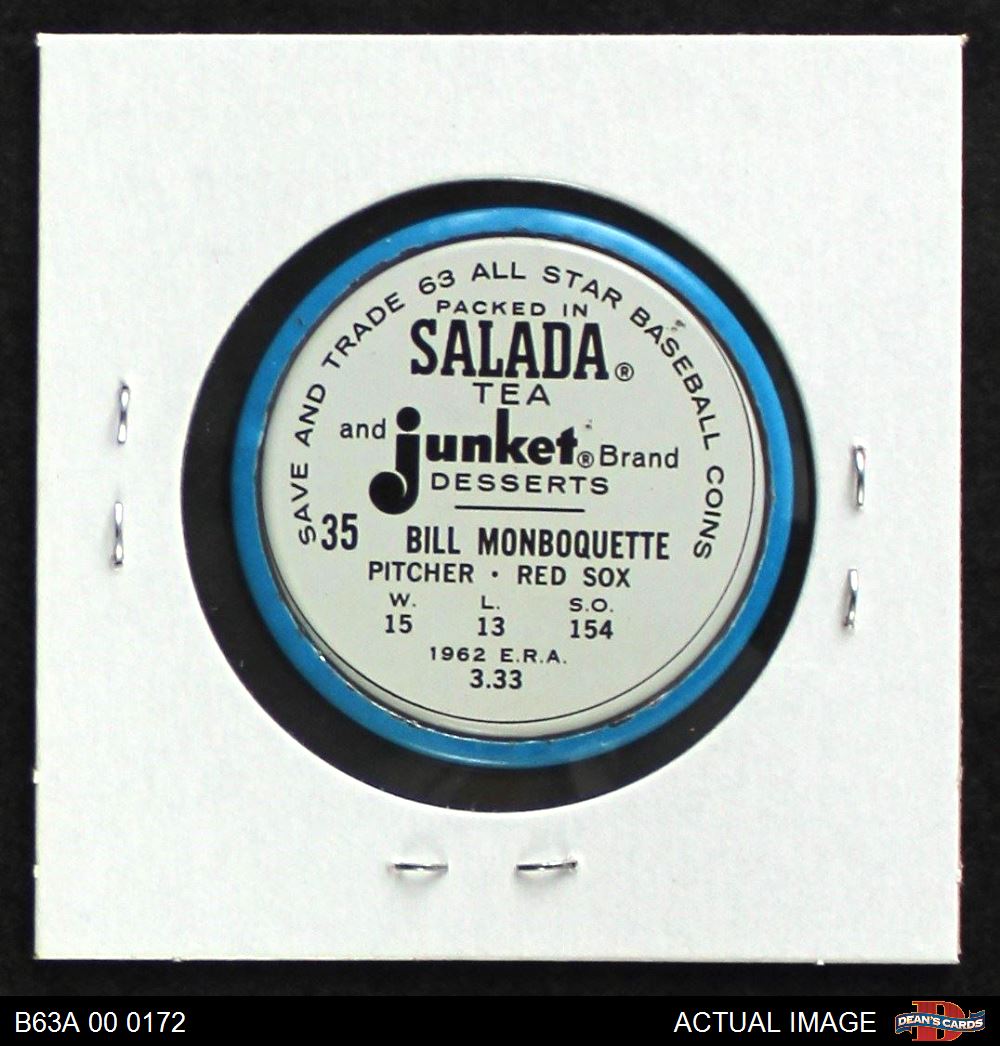 SAVE AND TRADE 63 ALL STAR BASEBALL COINS
PACKED IN
SALADA®
TEA
and junket® Brand
DESSERTS
35 BILL MONBOQUETTE
PITCHER • RED SOX
W. L. S.O.
15 13 154
1962 E.R.A.
3.33
B63A 00 0172
ACTUAL IMAGE
DEAN'S CARDS